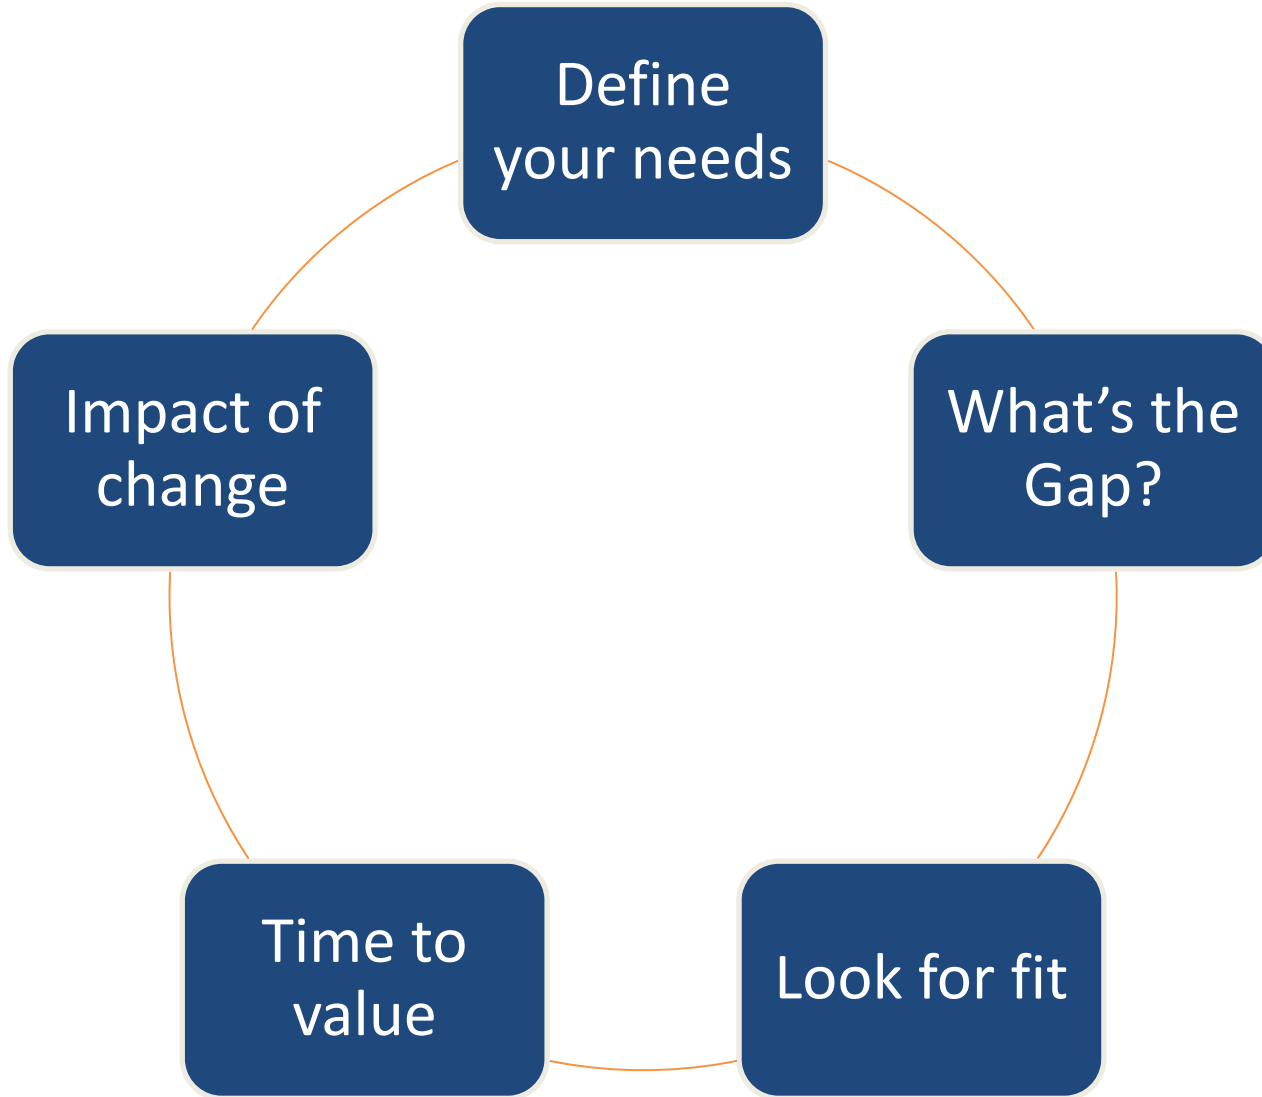 Define
your needs
What’s the
Gap?
Look for fit
Time to
value
Impact of
change